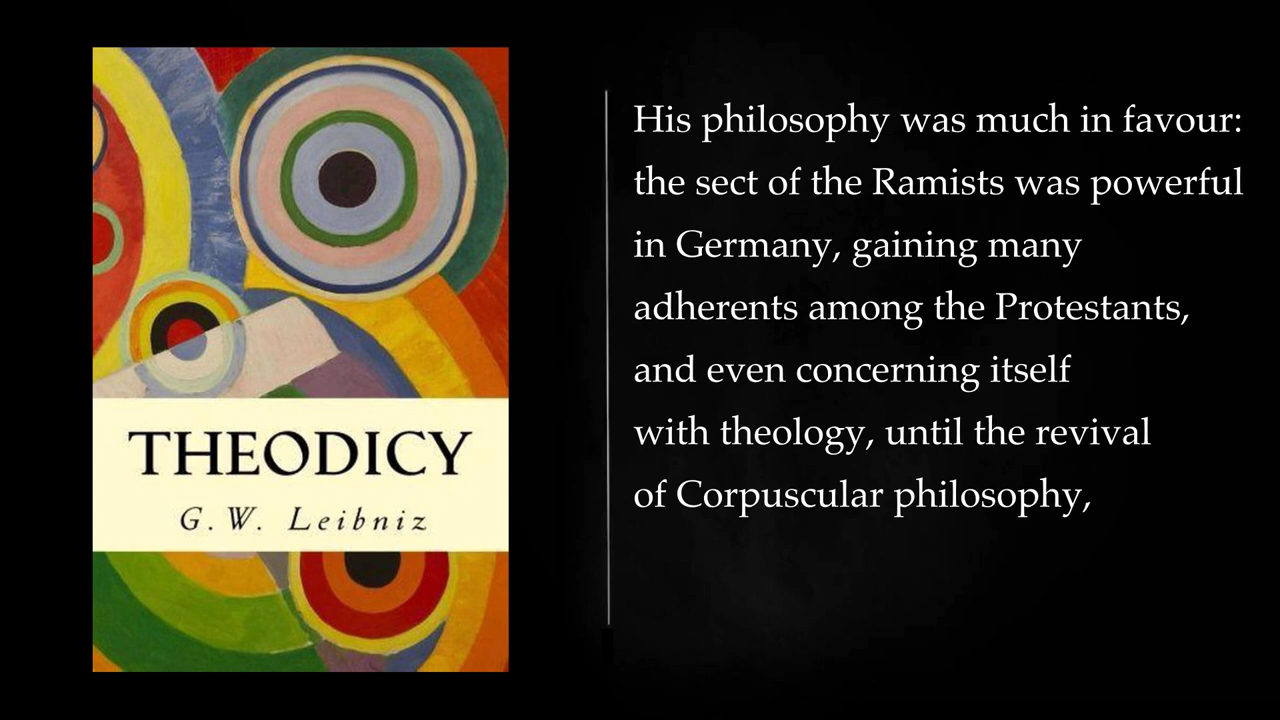 THEODICY
G.W. Leibniz
His philosophy was much in favour:
the sect of the Ramists was powerful
in Germany, gaining many
adherents among the Protestants,
and even concerning itself
with theology, until the revival
of Corpuscular philosophy,